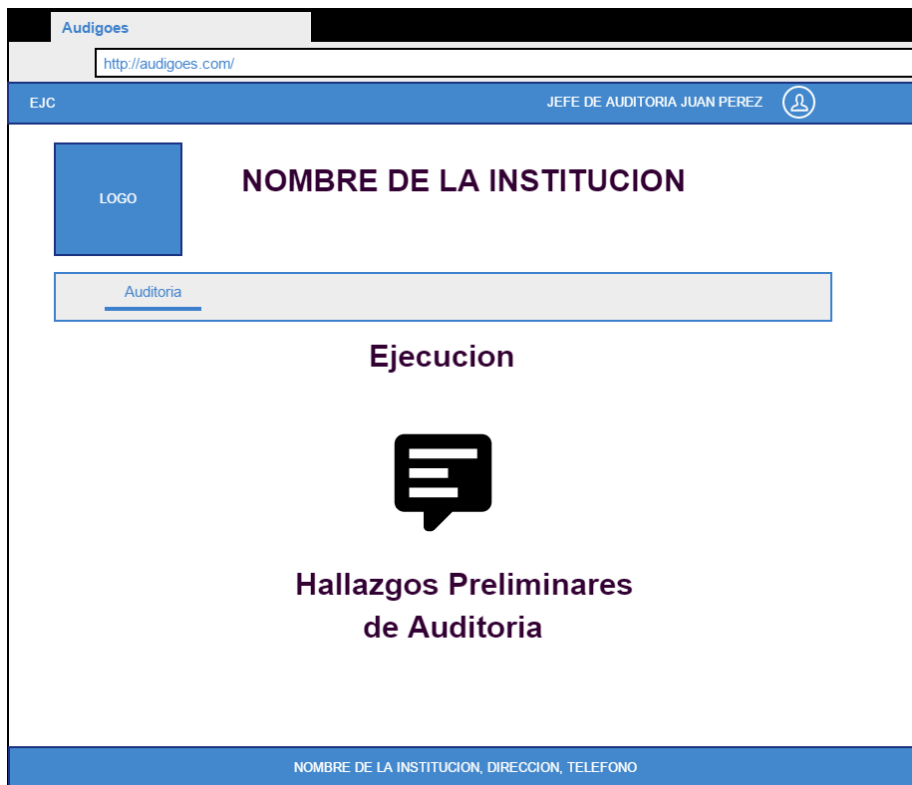 Audigoes
http://audigoes.com/
EJC
JEFE DE AUDITORIA JUAN PEREZ
LOGO
NOMBRE DE LA INSTITUCION
Auditoria
Ejecucion
Hallazgos Preliminares
de Auditoria
NOMBRE DE LA INSTITUCION, DIRECCION, TELEFONO